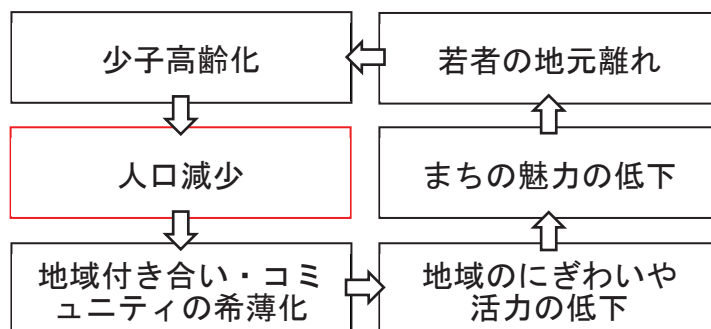 少子高齢化
若者の地元離れ
人口減少
まちの魅力の低下
地域付き合い・コミ
ュニティの希薄化
地域のにぎわいや
活力の低下